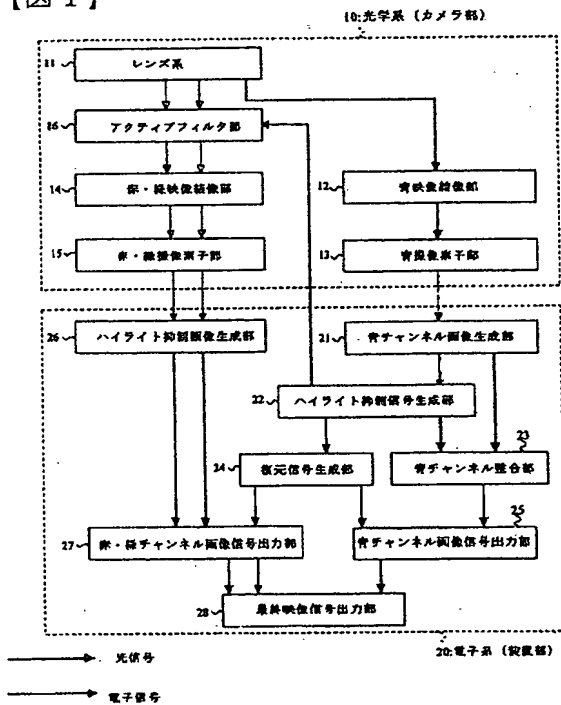 【図1】
10:光学系(カメラ部)
11 レンズ系
16 アクティブフィルタ部
14 赤・緑映像結像部
12 青映像結像部
15 赤・緑撮像素子部
13 青撮像素子部
26 ハイライト抑制画像生成部
21 青チャンネル画像生成部
22 ハイライト抑制信号生成部
23
24 復元信号生成部
青チャンネル整合部
25
27 赤・緑チャンネル画像信号出力部
青チャンネル画像信号出力部
28 最終映像信号出力部
20:電子系(装置部)
光信号
電子信号